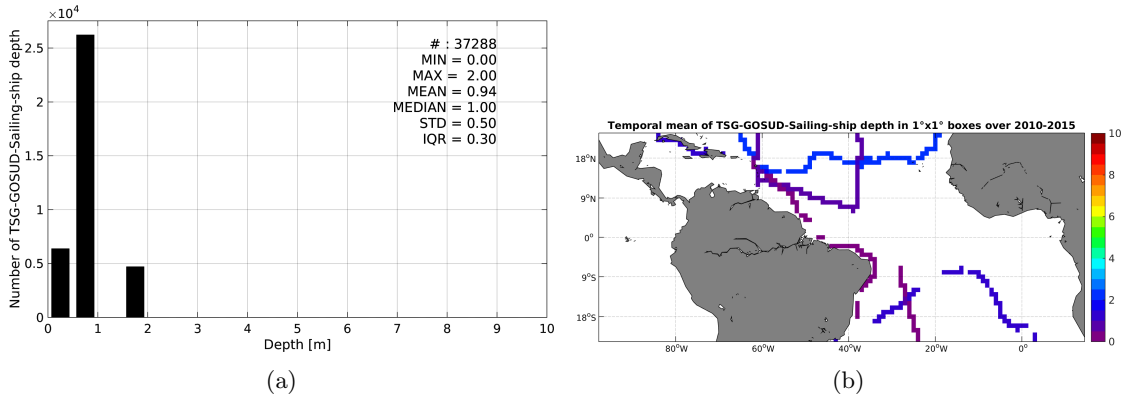 ×10⁴
Number of TSG-GOSUD-Sailing-ship depth
2.5
2
1.5
1
0.5
0
# : 37288
MIN = 0.00
MAX = 2.00
MEAN = 0.94
MEDIAN = 1.00
STD = 0.50
IQR = 0.30
0 1 2 3 4 5 6 7 8 9 10
Depth [m]
(a)
Temporal mean of TSG-GOSUD-Sailing-ship depth in 1°x1° boxes over 2010-2015
18°N
9°N
0°
9°S
18°S
80°W 60°W 40°W 20°W 0°
10
8
6
4
2
0
(b)